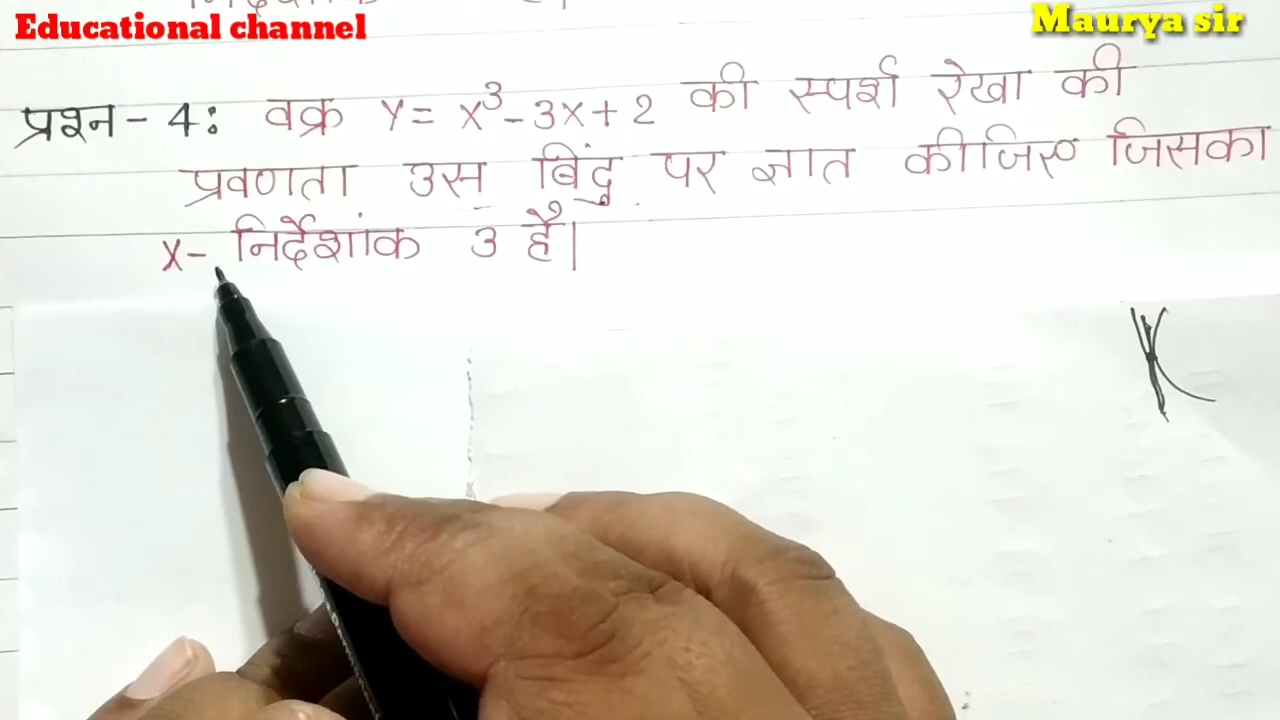 Educational channel
Maurya sir
प्रश्न - 4: वक्र y = x³ - 3x + 2 की स्पर्श रेखा की
प्रवणता उस बिंदु पर ज्ञात कीजिए जिसका
x - निर्देशांक 3 है।